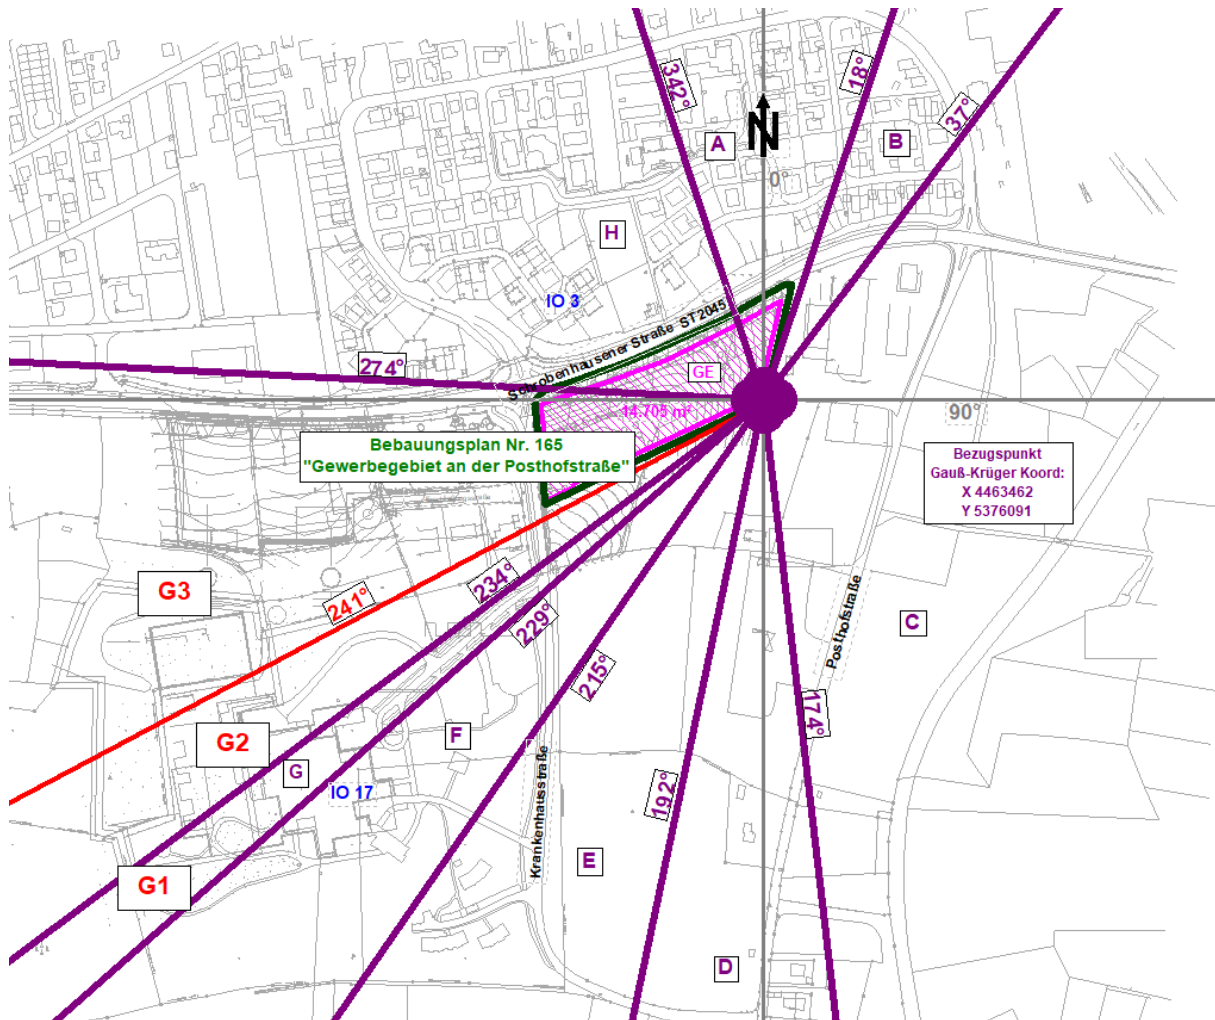 342°
18°
37°
A
N
B
0°
H
IO 3
Schrobenhausener Straße ST2045
274°
GE
14.705 m²
90°
Bebauungsplan Nr. 165
"Gewerbegebiet an der Posthofstraße"
Bezugspunkt
Gauß-Krüger Koord:
X 4463462
Y 5376091
G3
241°
234°
229°
215°
Posthofstraße
C
174°
G2
F
G
IO 17
192°
Krankenhausstraße
E
G1
D